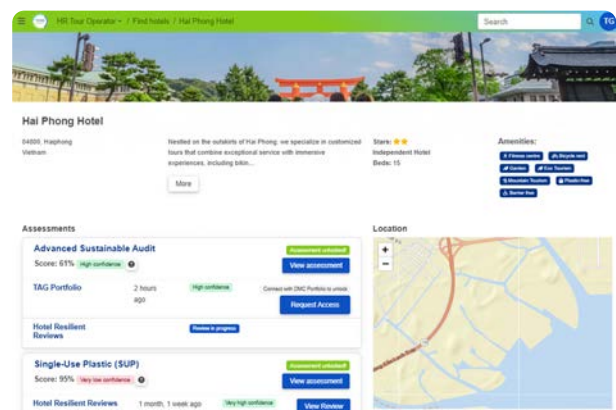 HR Tour Operator / Find hotels / Hai Phong Hotel
Search
TG
Hai Phong Hotel
04000, Haiphong
Vietnam
Nestled on the outskirts of Hai Phong, we specialize in customized
tours that combine exceptional service with immersive
experiences, including bikin...
More
Stars:
Independent Hotel
Beds: 15
Amenities:
Fitness centre
Bicycle rent
Garden
Eco Tourism
Mountain Tourism
Plastic-free
Barrier free
Assessments
Advanced Sustainable Audit
Assessment unlocked!
Score: 61% High confidence
View assessment
TAG Portfolio
2 hours
ago
High confidence
Connect with DMC Portfolio to unlock
Request Access
Hotel Resilient
Reviews
Review in progress
Single-Use Plastic (SUP)
Assessment unlocked!
Score: 95% Very low confidence
View assessment
Hotel Resilient Reviews
1 month, 1 week ago
Very high confidence
View Review
Location
+
−